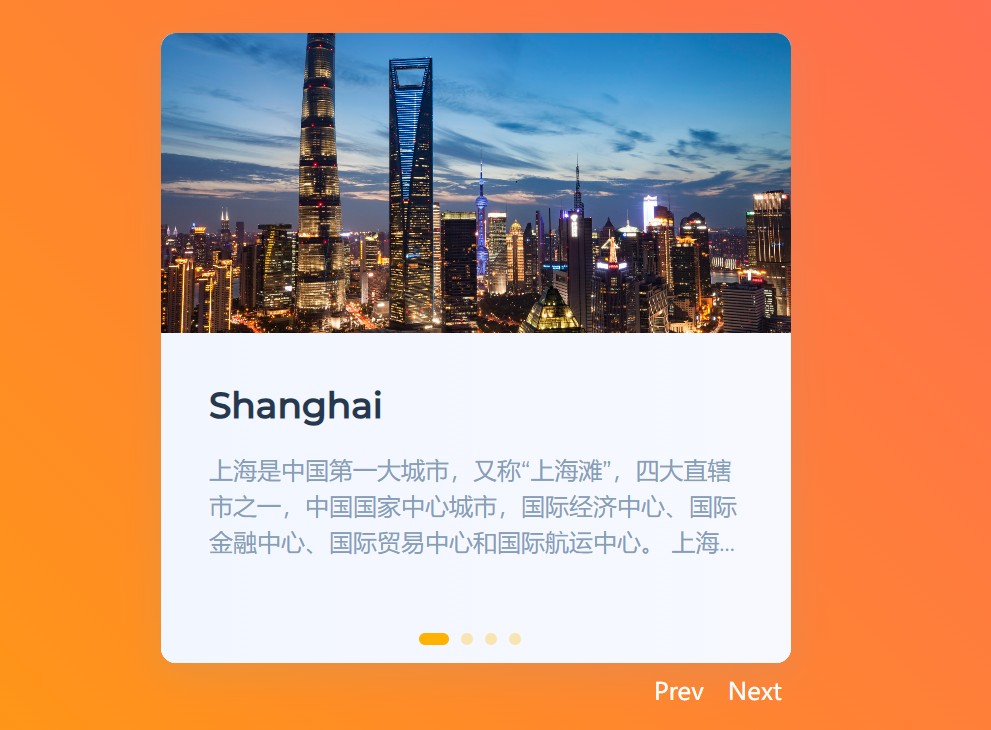 Shanghai
上海是中国第一大城市，又称“上海滩”，四大直辖
市之一，中国国家中心城市，国际经济中心、国际
金融中心、国际贸易中心和国际航运中心。 上海...
Prev Next